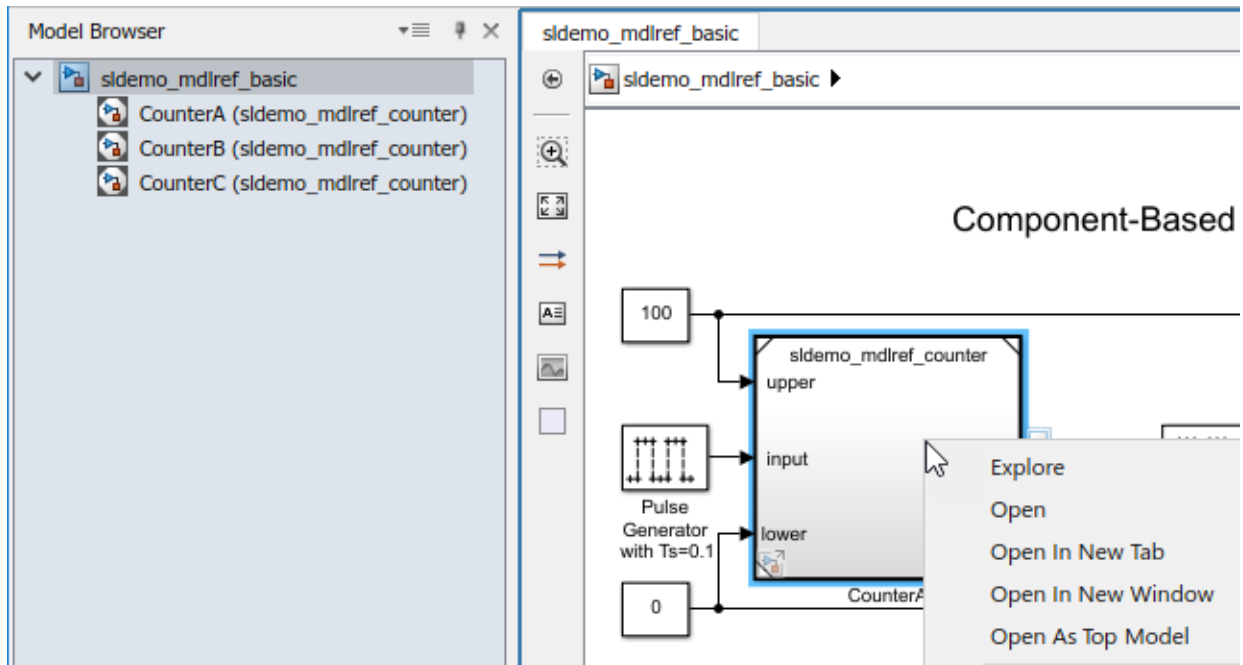 Model Browser
sldemo_mdlref_basic
CounterA (sldemo_mdlref_counter)
CounterB (sldemo_mdlref_counter)
CounterC (sldemo_mdlref_counter)
sldemo_mdlref_basic
sldemo_mdlref_basic
Component-Based
100
sldemo_mdlref_counter
upper
input
lower
Pulse
Generator
with Ts=0.1
0
CounterA
Explore
Open
Open In New Tab
Open In New Window
Open As Top Model